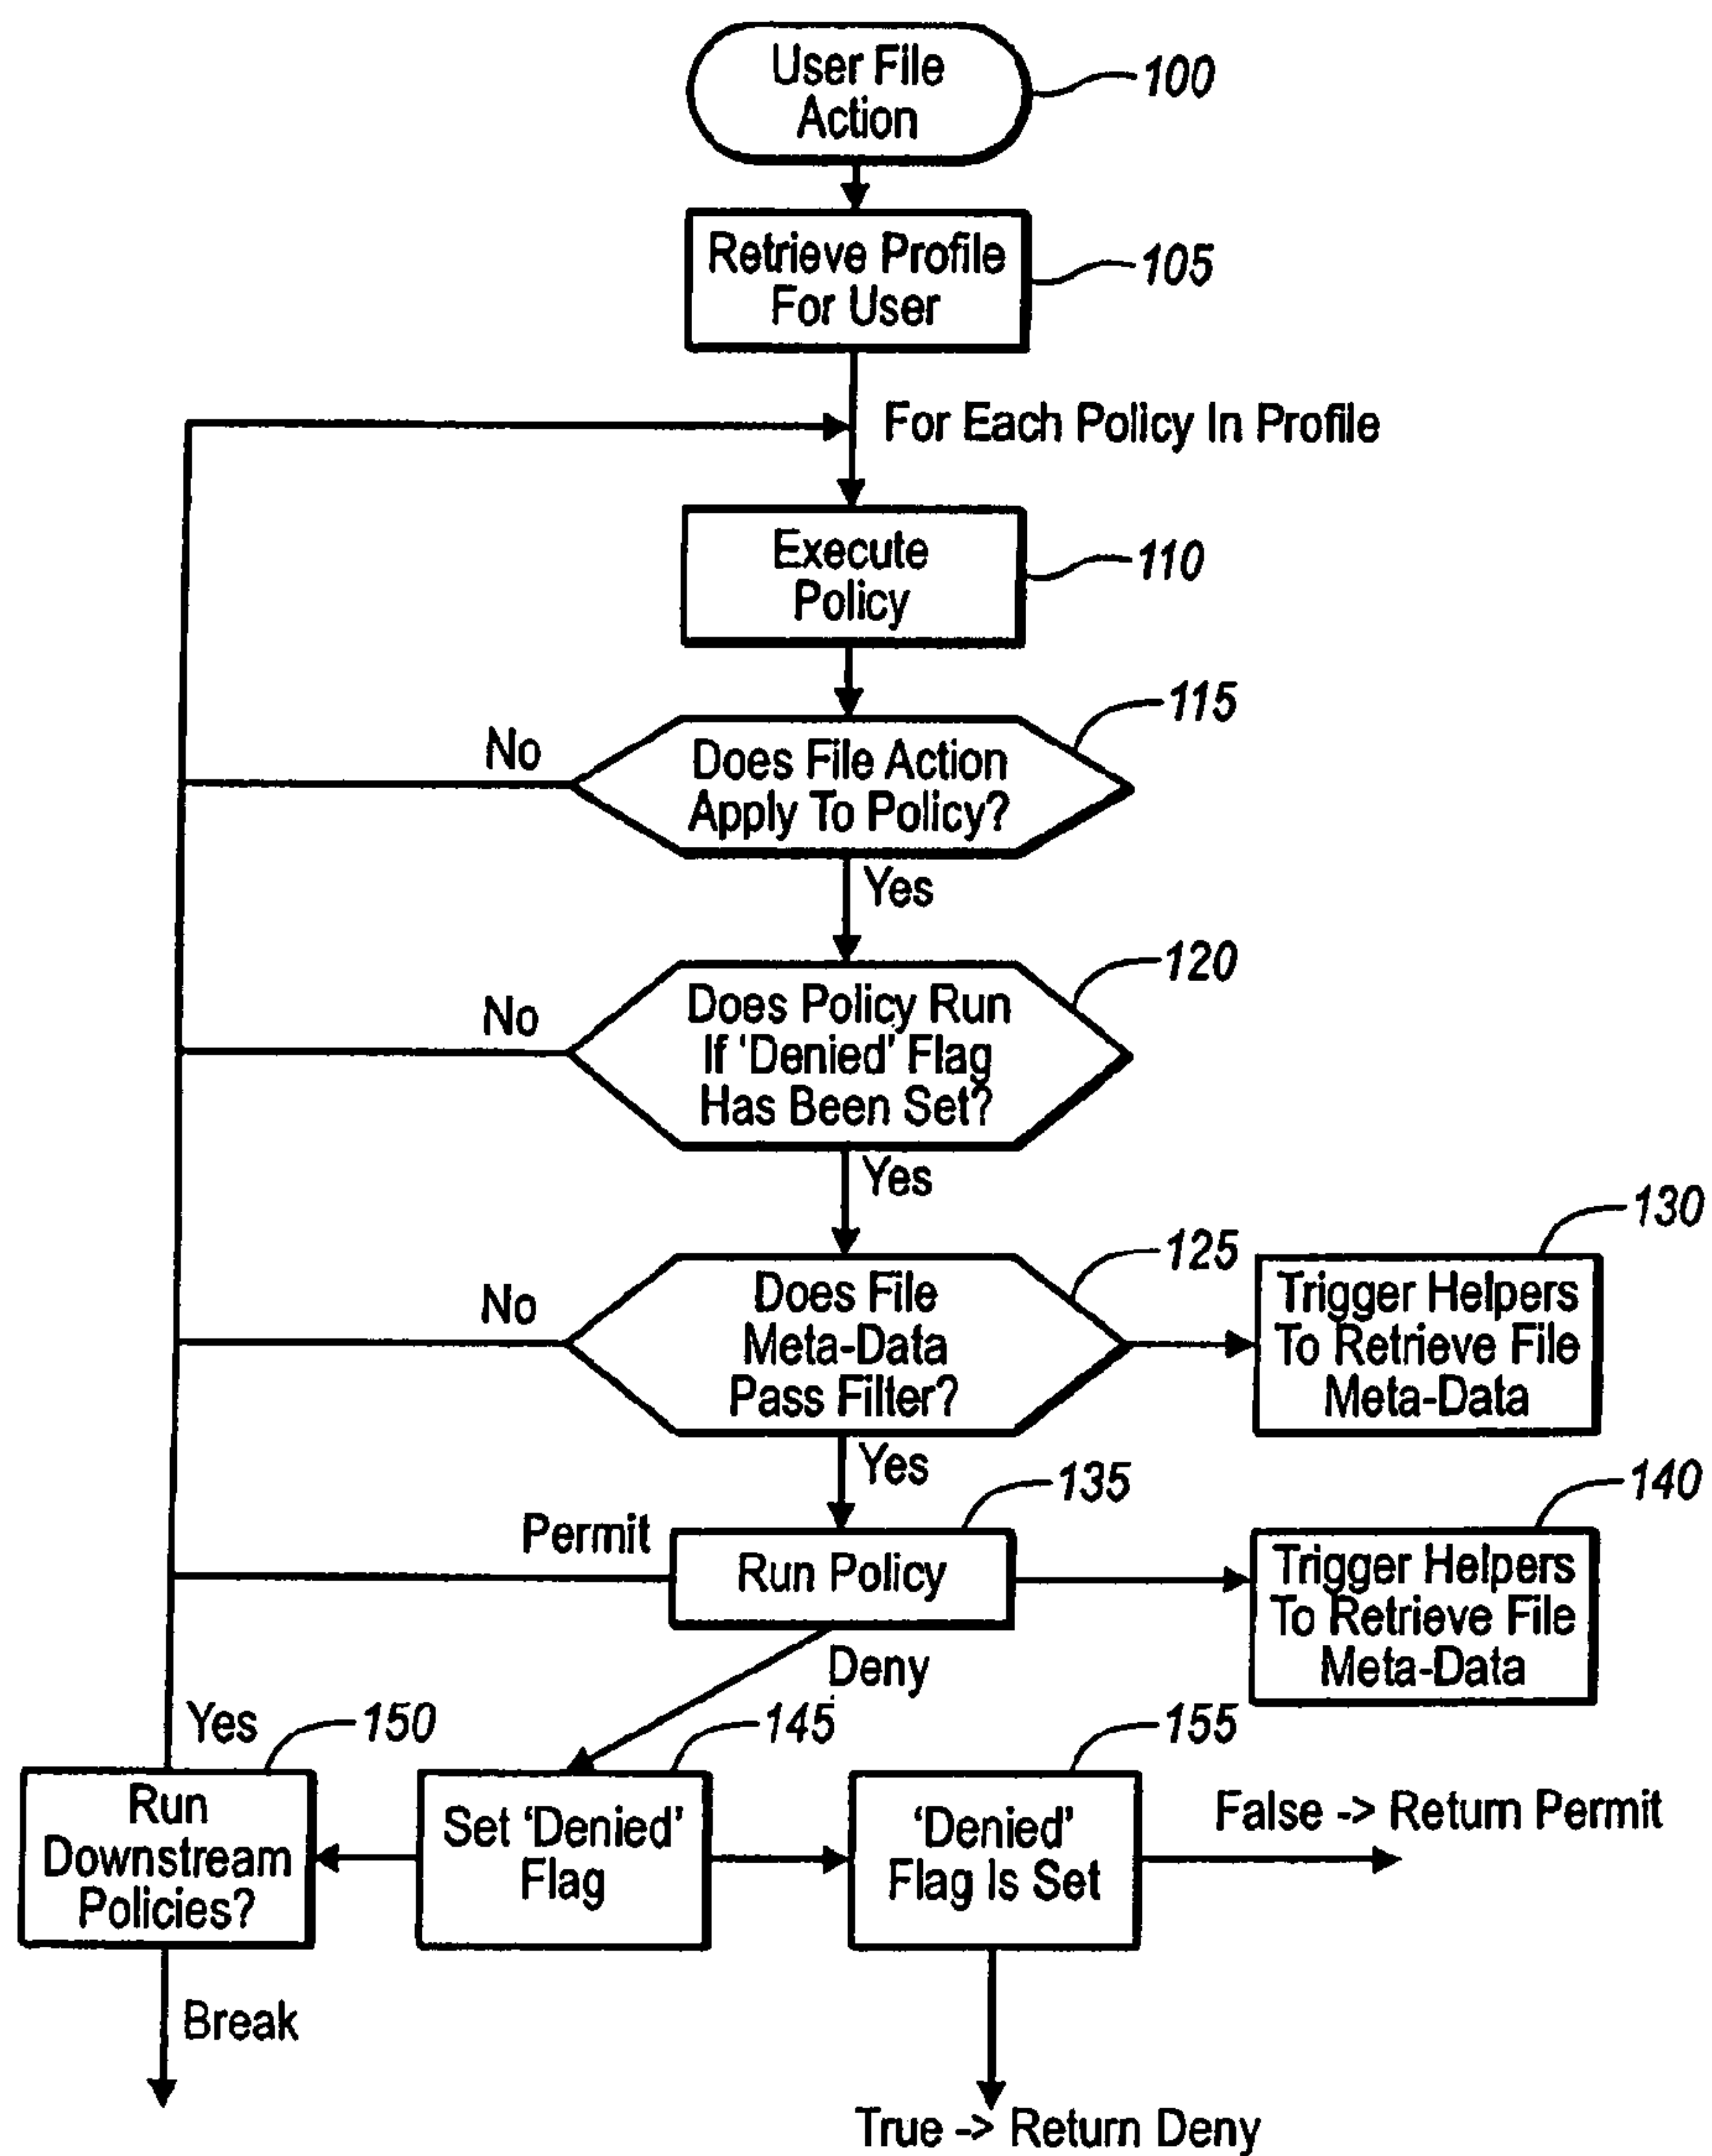 User File
Action
100
Retrieve Profile
For User
105
For Each Policy In Profile
Execute
Policy
110
115
No
Does File Action
Apply To Policy?
Yes
120
No
Does Policy Run
If 'Denied' Flag
Has Been Set?
Yes
125
130
No
Does File
Meta-Data
Pass Filter?
Trigger Helpers
To Retrieve File
Meta-Data
Yes
135
140
Permit
Run Policy
Trigger Helpers
To Retrieve File
Meta-Data
Deny
Yes
150
145
155
Run
Downstream
Policies?
Set 'Denied'
Flag
'Denied'
Flag Is Set
False -> Return Permit
Break
True -> Return Deny